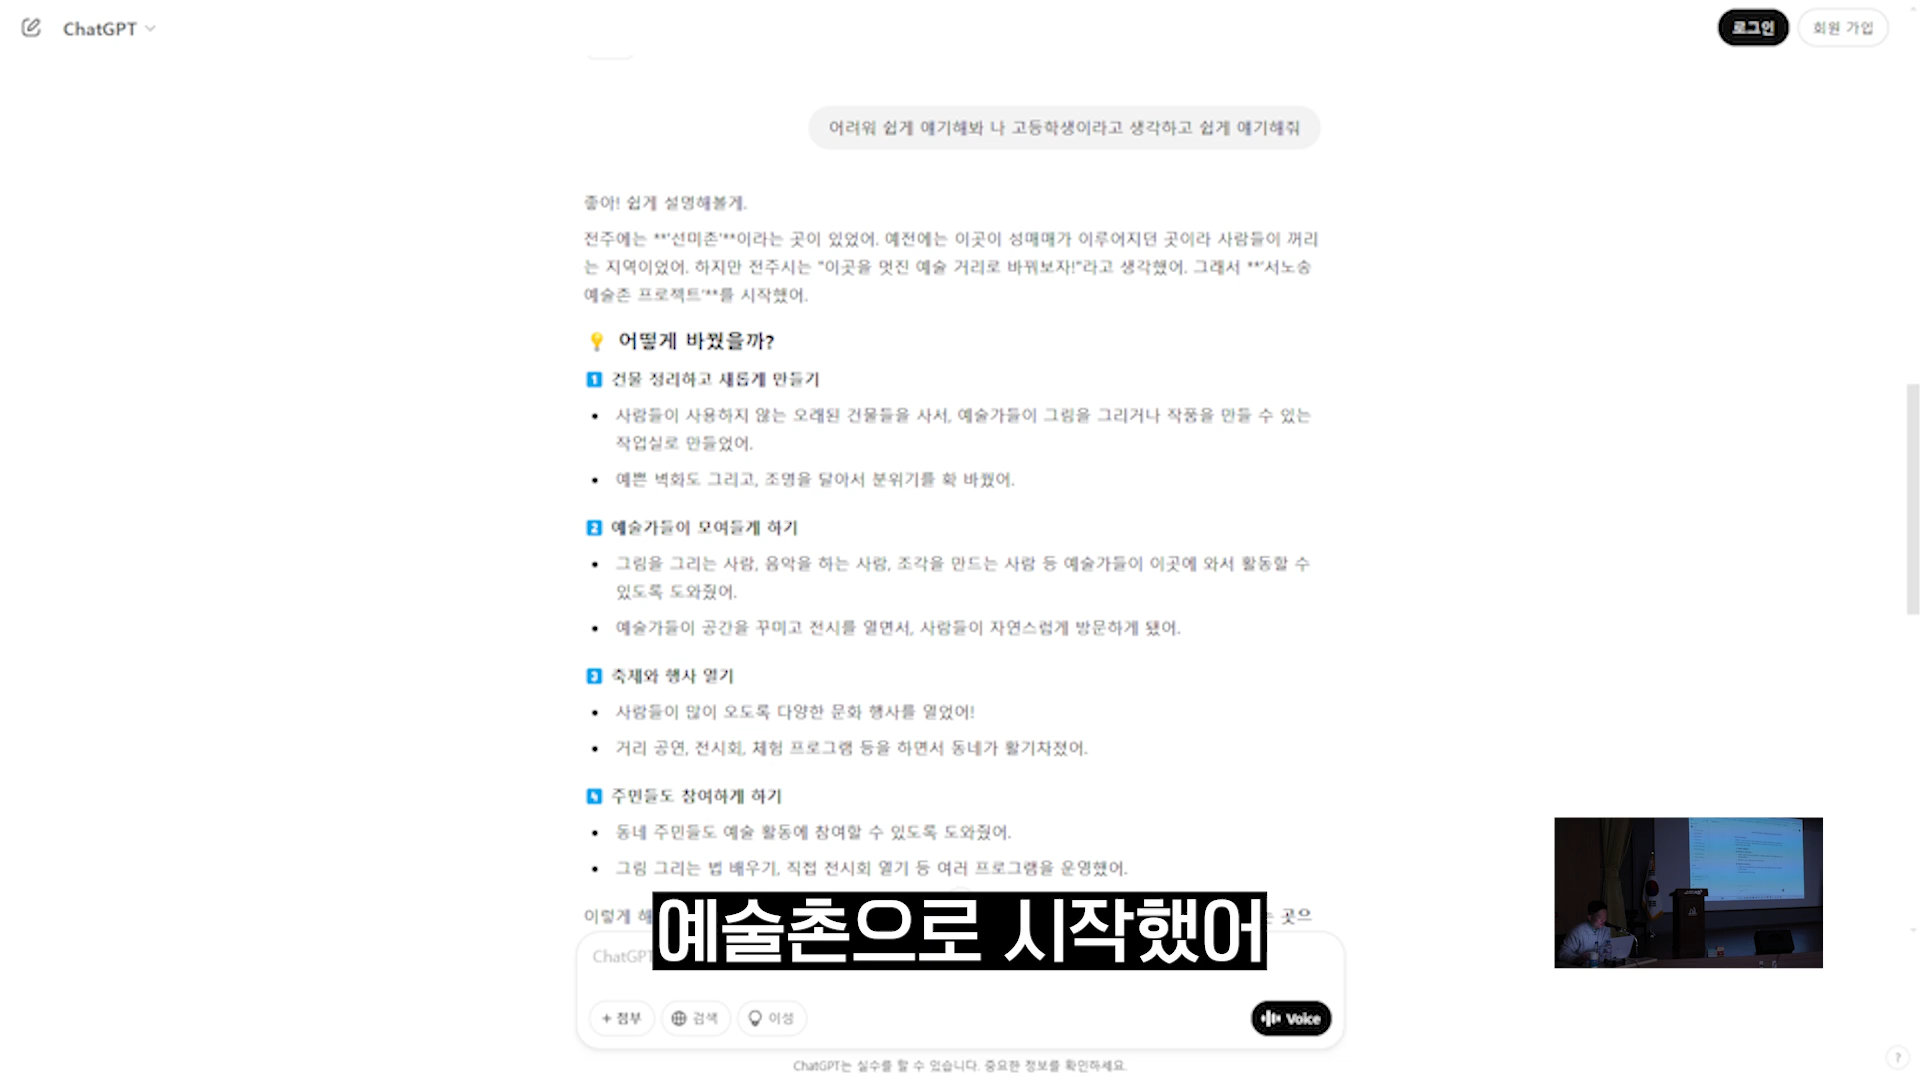 ChatGPT
로그인
회원 가입
어려워 쉽게 얘기해봐 나 고등학생이라고 생각하고 쉽게 얘기해줘
좋아! 쉽게 설명해볼게.
전주에는 **'선미촌'**이라는 곳이 있었어. 예전에는 이곳이 성매매가 이루어지던 곳이라 사람들이 꺼리
는 지역이었어. 하지만 전주시는 "이곳을 멋진 예술 거리로 바꿔보자!"라고 생각했어. 그래서 **'서노송
예술촌 프로젝트'**를 시작했어.
💡 어떻게 바꿨을까?
1 건물 정리하고 새롭게 만들기
• 사람들이 사용하지 않는 오래된 건물들을 사서, 예술가들이 그림을 그리거나 작품을 만들 수 있는
작업실로 만들었어.
• 예쁜 벽화도 그리고, 조명을 달아서 분위기를 확 바꿨어.
2 예술가들이 모여들게 하기
• 그림을 그리는 사람, 음악을 하는 사람, 조각을 만드는 사람 등 예술가들이 이곳에 와서 활동할 수
있도록 도와줬어.
• 예술가들이 공간을 꾸미고 전시를 열면서, 사람들이 자연스럽게 방문하게 됐어.
3 축제와 행사 열기
• 사람들이 많이 오도록 다양한 문화 행사를 열었어!
• 거리 공연, 전시회, 체험 프로그램 등을 하면서 동네가 활기차졌어.
4 주민들도 참여하게 하기
• 동네 주민들도 예술 활동에 참여할 수 있도록 도와줬어.
• 그림 그리는 법 배우기, 직접 전시회 열기 등 여러 프로그램을 운영했어.
이렇게 해 는 곳으
예술촌으로 시작했어
ChatGPT
+ 첨부
검색
이성
Voice
ChatGPT는 실수를 할 수 있습니다. 중요한 정보를 확인하세요.
?